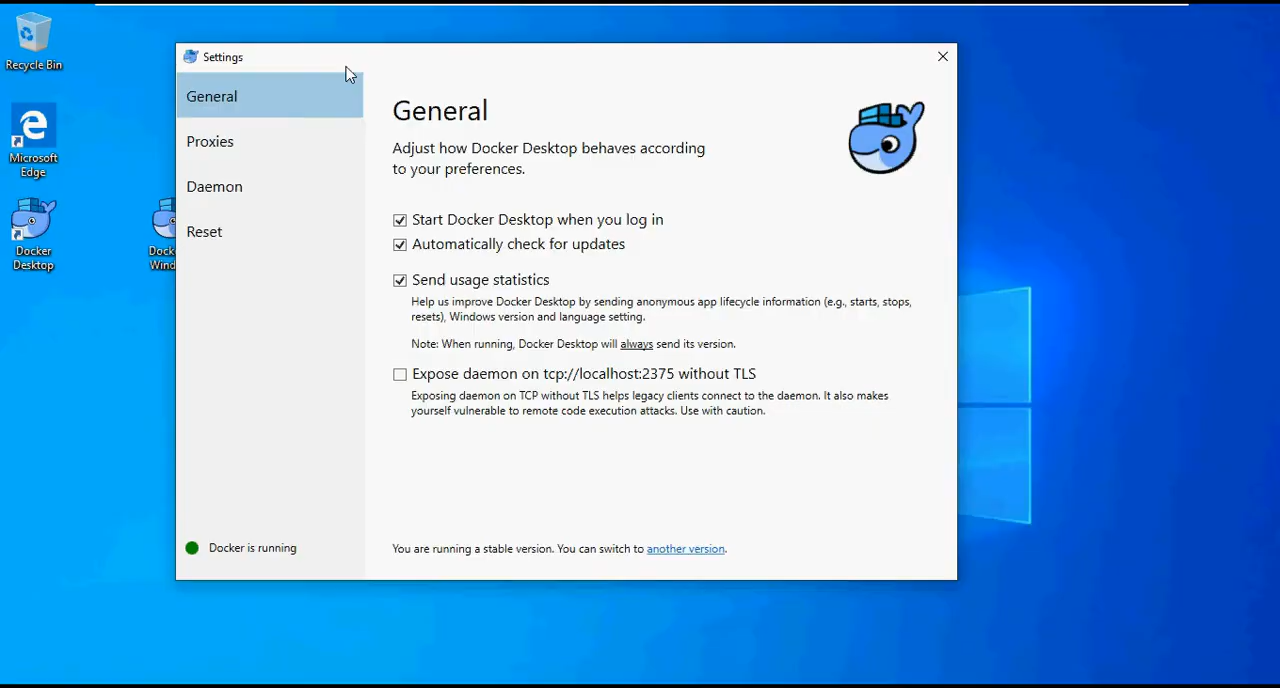 Recycle Bin
Microsoft
Edge
Docker
Desktop
Settings
General
Proxies
Daemon
Reset
Docker is running
General
Adjust how Docker Desktop behaves according
to your preferences.
Start Docker Desktop when you log in
Automatically check for updates
Send usage statistics
Help us improve Docker Desktop by sending anonymous app lifecycle information (e.g., starts, stops,
resets), Windows version and language setting.
Note: When running, Docker Desktop will always send its version.
Expose daemon on tcp://localhost:2375 without TLS
Exposing daemon on TCP without TLS helps legacy clients connect to the daemon. It also makes
yourself vulnerable to remote code execution attacks. Use with caution.
You are running a stable version. You can switch to another version.